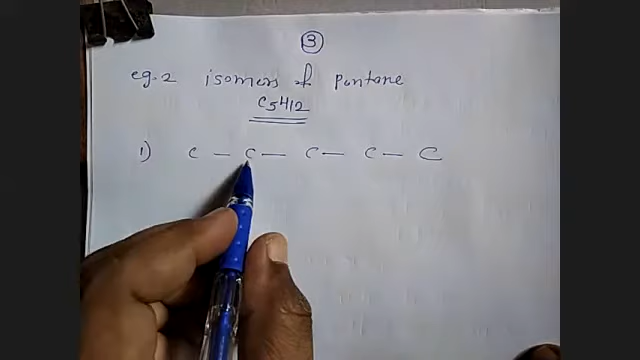 3
eg.2 isomers of pentane
C5H12
1) C — C — C — C — C